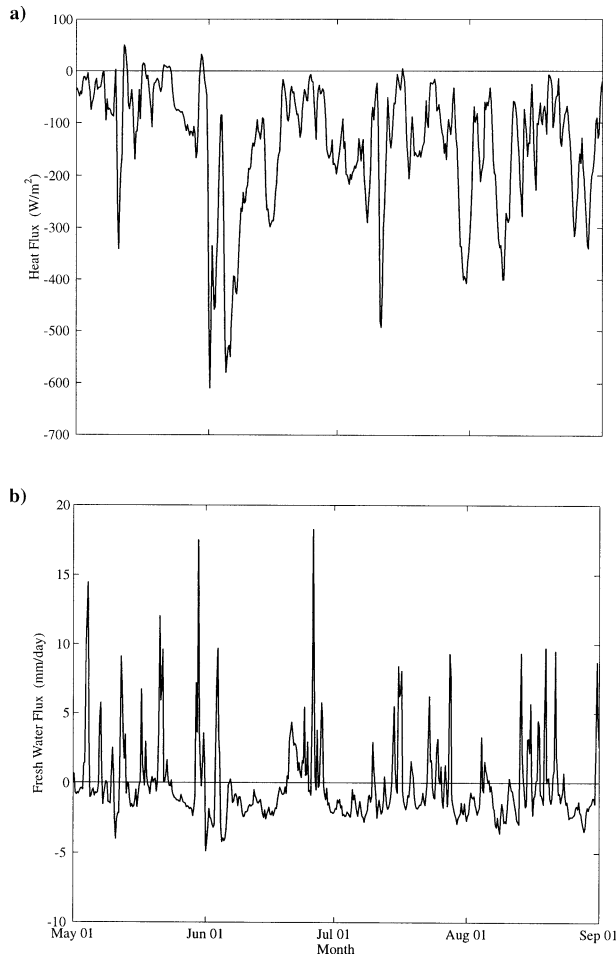 a)
100
0
-100
-200
-300
-400
-500
-600
-700
Heat Flux (W/m²)
b)
20
15
10
5
0
-5
-10
Fresh Water Flux (mm/day)
May 01 Jun 01 Jul 01 Aug 01 Sep 01
Month